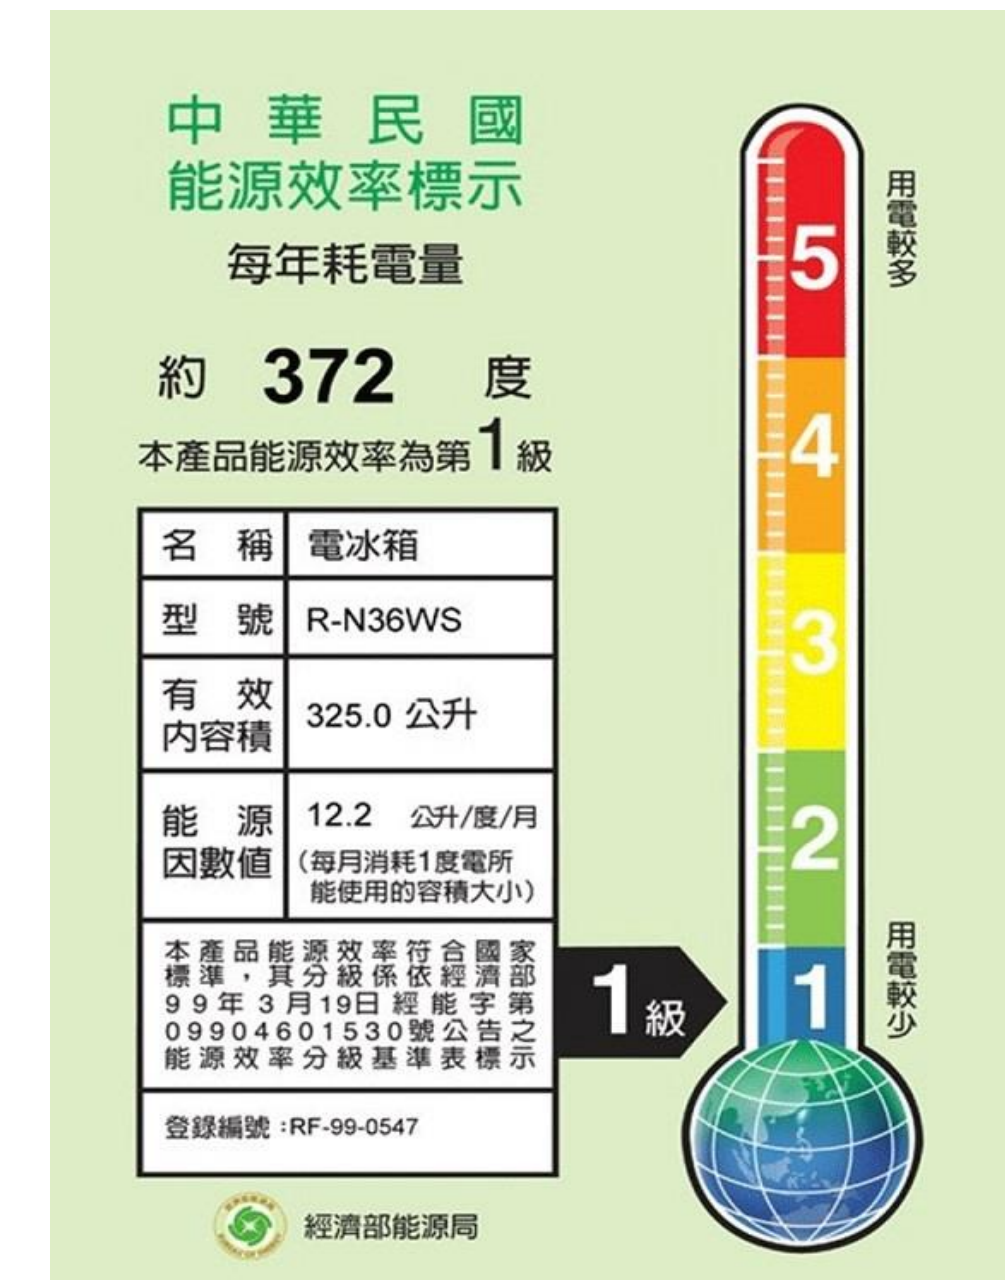 中華民國
能源效率標示
每年耗電量
約 372 度
本產品能源效率為第1級
名稱 電冰箱
型號 R-N36WS
有效
內容積
325.0 公升
能源
因數值
12.2 公升/度/月
(每月消耗1度電所
能使用的容積大小)
本產品能源效率符合國家
標準,其分級係依經濟部
99年3月19日經能字第
09904601530號公告之
能源效率分級基準表標示
登錄編號:RF-99-0547
經濟部能源局
1級
用電較多
5
4
3
2
1
用電較少